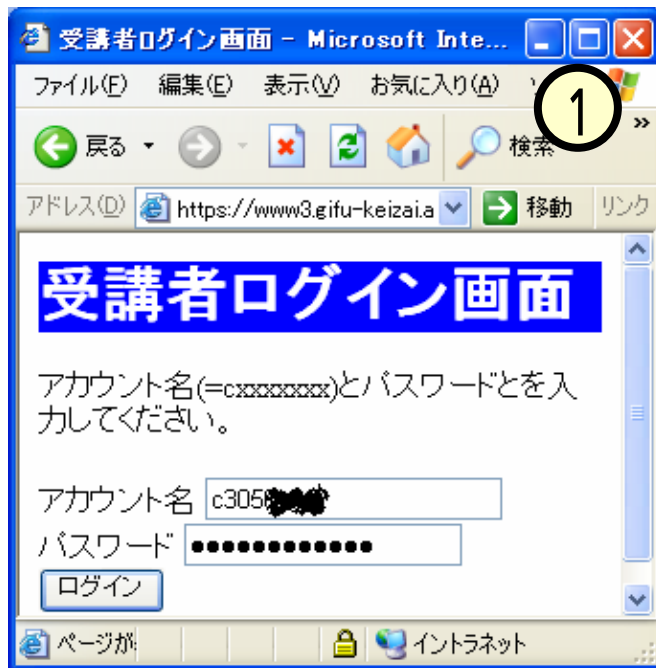 受講者ログイン画面 - Microsoft Inte...
ファイル(F) 編集(E) 表示(V) お気に入り(A)
1
戻る 検索 »
アドレス(D) https://www3.gifu-keizai.a 移動 リンク
受講者ログイン画面
アカウント名(=cxxxxxxx)とパスワードとを入
力してください。
アカウント名 c305
パスワード ●●●●●●●●●●●●
ログイン
ページが イントラネット